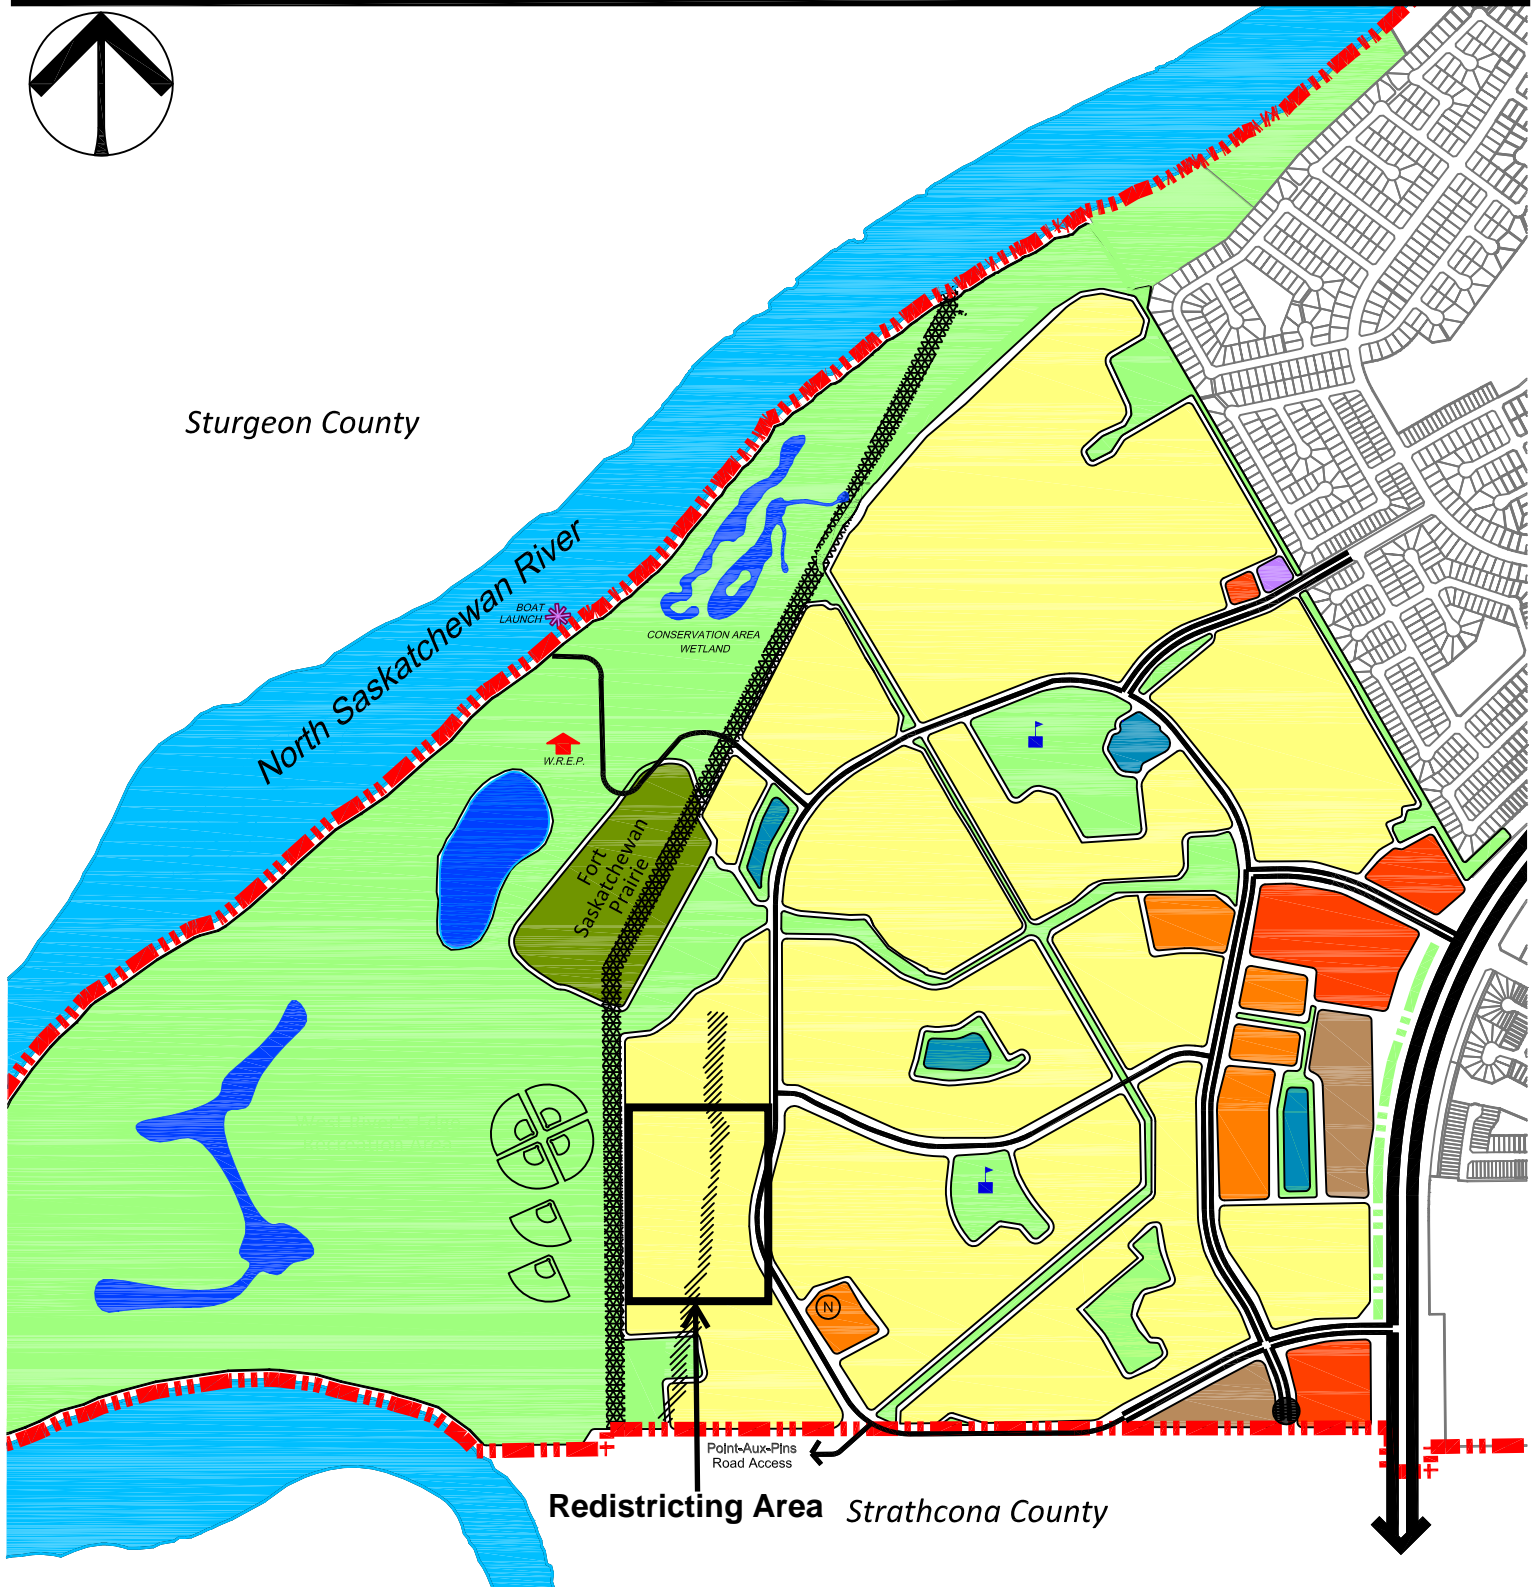 Sturgeon County
North Saskatchewan River
BOAT
LAUNCH
CONSERVATION AREA
WETLAND
W.R.E.P.
Fort
Saskatchewan
Prairie
N
Point-Aux-Pins
Road Access
Redistricting Area
Strathcona County